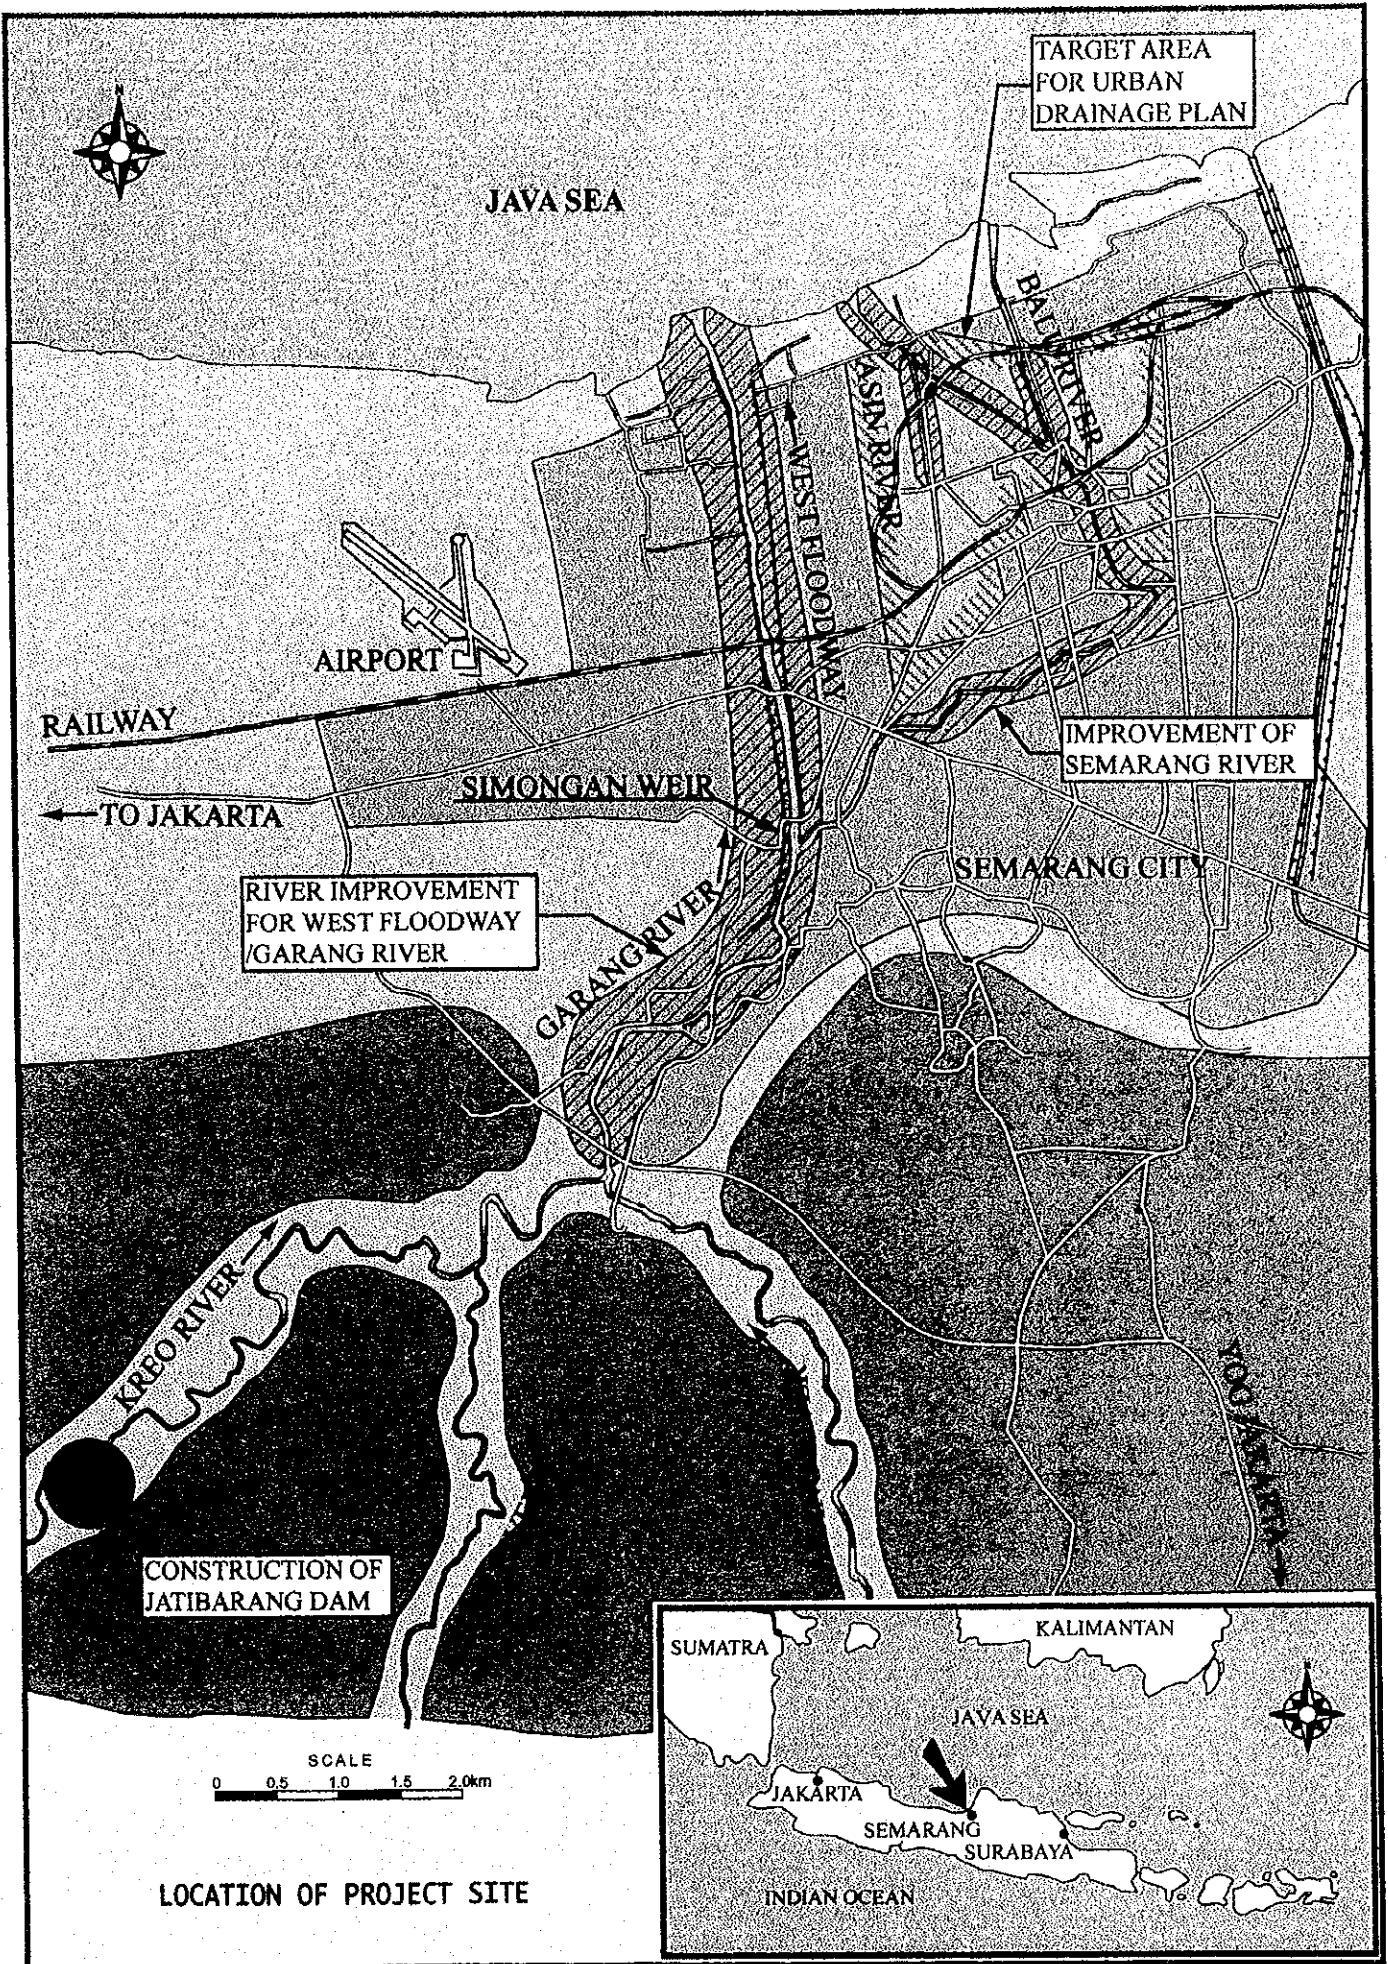 TARGET AREA
FOR URBAN
DRAINAGE PLAN
N
JAVA SEA
BALU RIVER
ASIN RIVER
WEST FLOODWAY
AIRPORT
RAILWAY
IMPROVEMENT OF
SEMARANG RIVER
SIMONGAN WEIR
TO JAKARTA
SEMARANG CITY
RIVER IMPROVEMENT
FOR WEST FLOODWAY
/GARANG RIVER
GARANG RIVER
KREO RIVER
CONSTRUCTION OF
JATIBARANG DAM
SUMATRA
KALIMANTAN
N
JAVA SEA
JAKARTA
SEMARANG
SURABAYA
INDIAN OCEAN
SCALE
0 0.5 1.0 1.5 2.0km
LOCATION OF PROJECT SITE